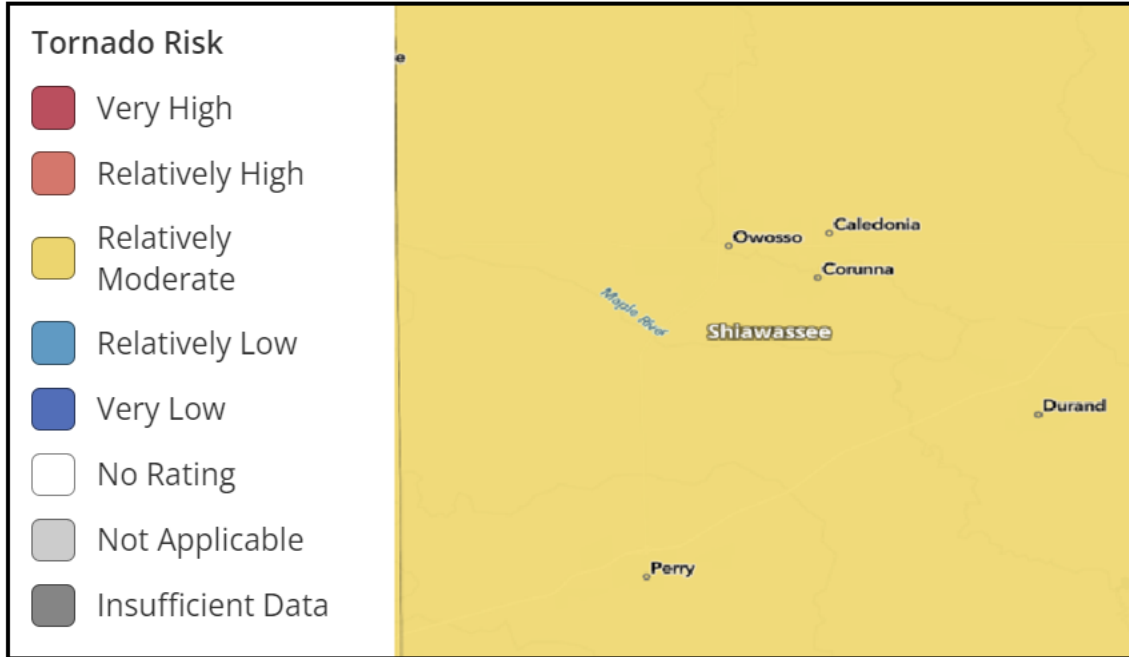 Tornado Risk
Very High
Relatively High
Relatively
Moderate
Relatively Low
Very Low
No Rating
Not Applicable
Insufficient Data
e
Owosso
Caledonia
Corunna
Maple River
Shiawassee
Durand
Perry